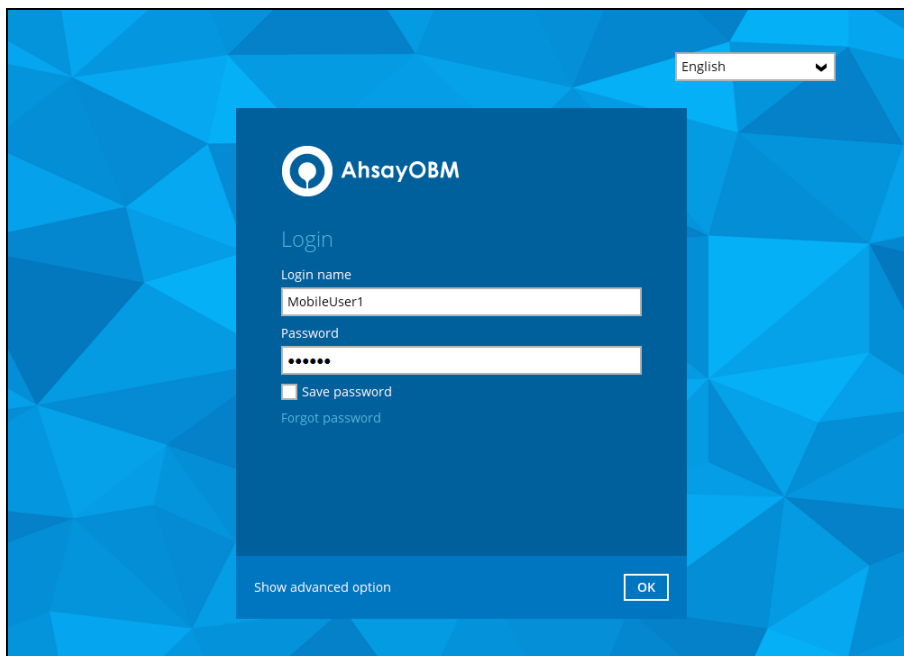 English
AhsayOBM
Login
Login name
MobileUser1
Password
••••••
Save password
Forgot password
Show advanced option
OK